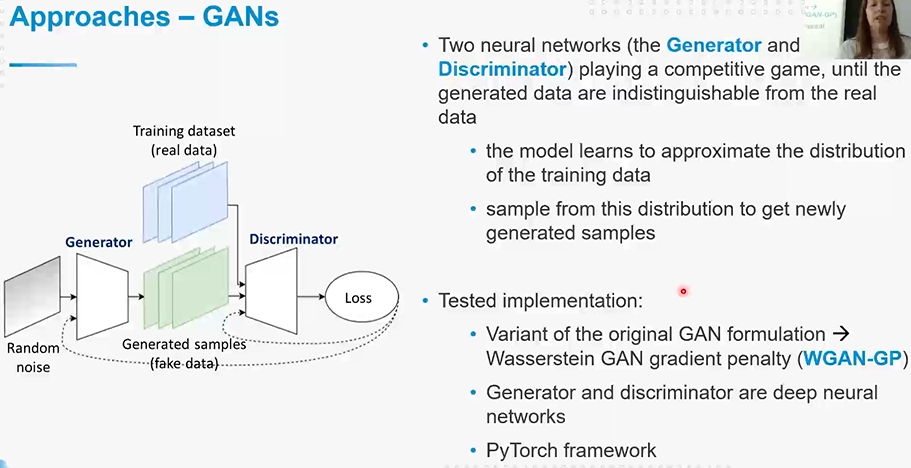 Approaches – GANs
• Two neural networks (the Generator and
Discriminator) playing a competitive game, until the
generated data are indistinguishable from the real
data
• the model learns to approximate the distribution
of the training data
• sample from this distribution to get newly
generated samples
Training dataset
(real data)
Generator
Discriminator
Loss
Random
noise
Generated samples
(fake data)
• Tested implementation:
• Variant of the original GAN formulation →
Wasserstein GAN gradient penalty (WGAN-GP)
• Generator and discriminator are deep neural
networks
• PyTorch framework